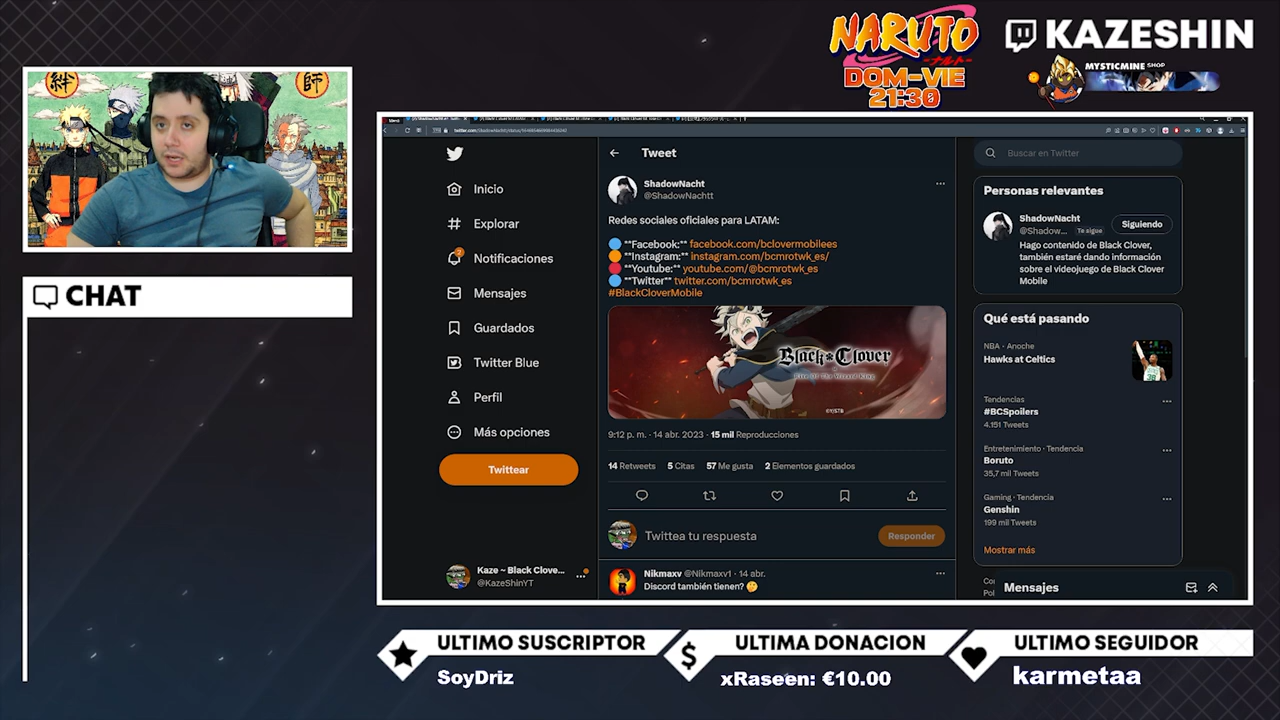 NARUTO
-ナルト-
DOM-VIE
21:30
KAZESHIN
MYSTICMINE SHOP
絆
師
CHAT
Tweet
Buscar en Twitter
Inicio
Explorar
2
Notificaciones
Mensajes
Guardados
Twitter Blue
Perfil
Más opciones
Twittear
Kaze ~ Black Clove...
@KazeShinYT
ShadowNacht
@ShadowNachtt
Redes sociales oficiales para LATAM:
**Facebook:** facebook.com/bclovermobilees
**Instagram:** instagram.com/bcmrotwk_es/
**Youtube:** youtube.com/@bcmrotwk_es
**Twitter** twitter.com/bcmrotwk_es
#BlackCloverMobile
Black Clover
9:12 p. m. · 14 abr. 2023 · 15 mil Reproducciones
14 Retweets 5 Citas 57 Me gusta 2 Elementos guardados
Twittea tu respuesta
Responder
Nikmaxv @Nikmaxv1 · 14 abr.
Discord también tienen? 🤔
Personas relevantes
ShadowNacht
@Shadow... Te sigue
Siguiendo
Hago contenido de Black Clover,
también estaré dando información
sobre el videojuego de Black Clover
Mobile
Qué está pasando
NBA · Anoche
Hawks at Celtics
Tendencias
#BCSpoilers
4.151 Tweets
Entretenimiento · Tendencia
Boruto
35,7 mil Tweets
Gaming · Tendencia
Genshin
199 mil Tweets
Mostrar más
Mensajes
ULTIMO SUSCRIPTOR
SoyDriz
ULTIMA DONACION
xRaseen: €10.00
ULTIMO SEGUIDOR
karmetaa